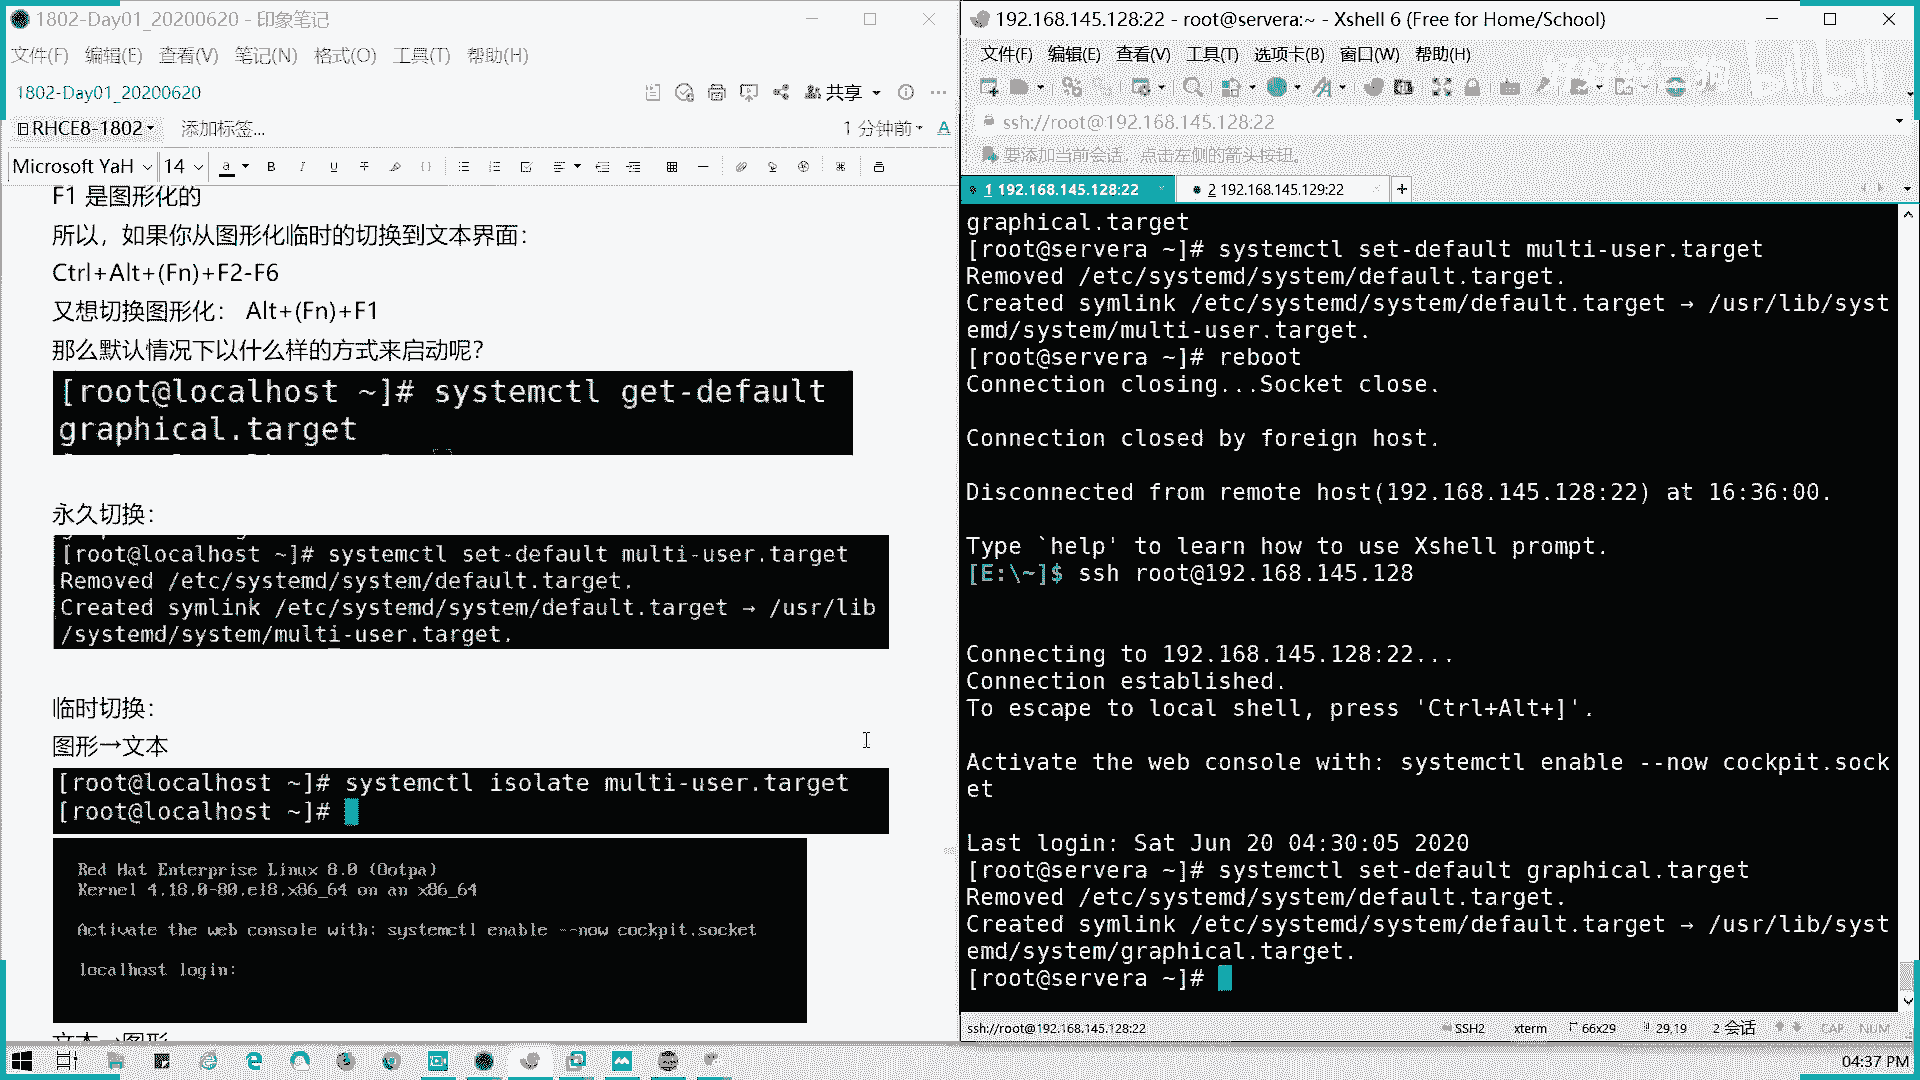 1802-Day01_20200620 - 印象笔记
文件(F) 编辑(E) 查看(V) 笔记(N) 格式(O) 工具(T) 帮助(H)
1802-Day01_20200620
共享
RHCE8-1802 添加标签...
1 分钟前
Microsoft YaH 14
F1 是图形化的
所以，如果你从图形化临时的切换到文本界面：
Ctrl+Alt+(Fn)+F2-F6
又想切换图形化： Alt+(Fn)+F1
那么默认情况下以什么样的方式来启动呢？
[root@localhost ~]# systemctl get-default
graphical.target
永久切换：
[root@localhost ~]# systemctl set-default multi-user.target
Removed /etc/systemd/system/default.target.
Created symlink /etc/systemd/system/default.target → /usr/lib
/systemd/system/multi-user.target.
临时切换：
图形→文本
[root@localhost ~]# systemctl isolate multi-user.target
[root@localhost ~]#
Red Hat Enterprise Linux 8.0 (Ootpa)
Kernel 4.18.0-80.el8.x86_64 on an x86_64
Activate the web console with: systemctl enable --now cockpit.socket
localhost login:
文本→图形
192.168.145.128:22 - root@servera:~ - Xshell 6 (Free for Home/School)
文件(F) 编辑(E) 查看(V) 工具(T) 选项卡(B) 窗口(W) 帮助(H)
bilibili
ssh://root@192.168.145.128:22
要添加当前会话，点击左侧的箭头按钮。
1 192.168.145.128:22
2 192.168.145.129:22
graphical.target
[root@servera ~]# systemctl set-default multi-user.target
Removed /etc/systemd/system/default.target.
Created symlink /etc/systemd/system/default.target → /usr/lib/syst
emd/system/multi-user.target.
[root@servera ~]# reboot
Connection closing...Socket close.
Connection closed by foreign host.
Disconnected from remote host(192.168.145.128:22) at 16:36:00.
Type `help' to learn how to use Xshell prompt.
[E:\~]$ ssh root@192.168.145.128
Connecting to 192.168.145.128:22...
Connection established.
To escape to local shell, press 'Ctrl+Alt+]'.
Activate the web console with: systemctl enable --now cockpit.sock
et
Last login: Sat Jun 20 04:30:05 2020
[root@servera ~]# systemctl set-default graphical.target
Removed /etc/systemd/system/default.target.
Created symlink /etc/systemd/system/default.target → /usr/lib/syst
emd/system/graphical.target.
[root@servera ~]#
ssh://root@192.168.145.128:22 SSH2 xterm 66x29 29,19 2 会话 CAP NUM
04:37 PM